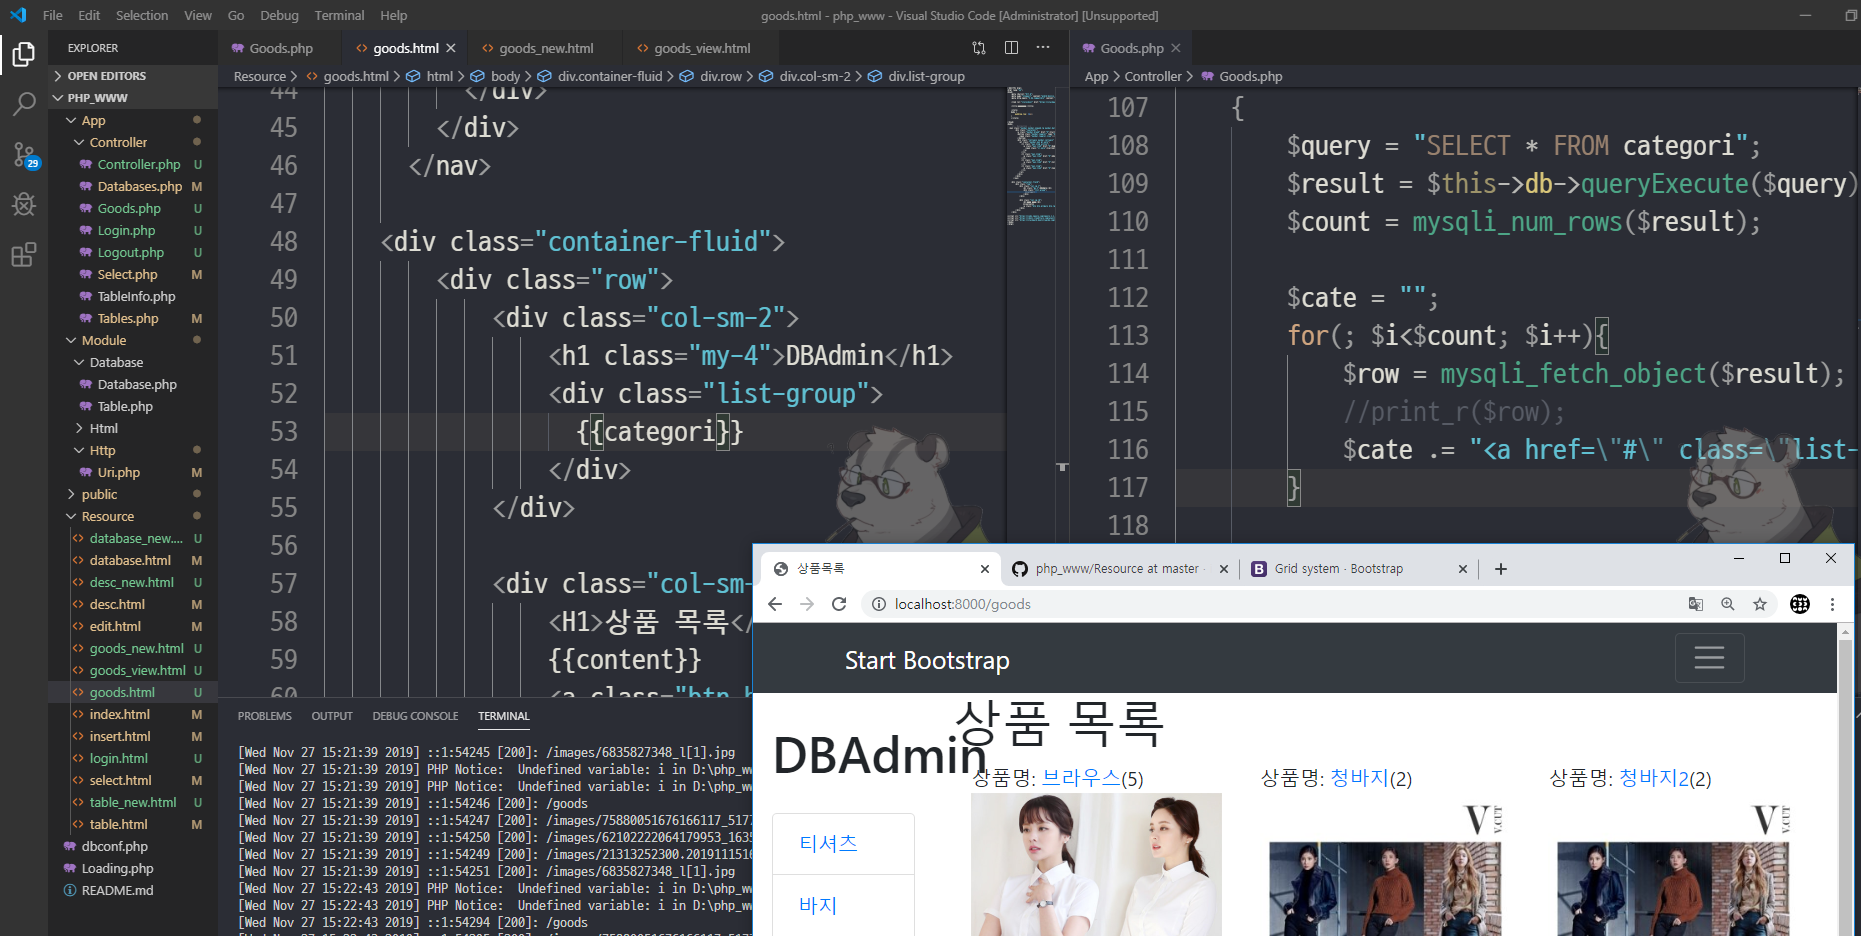 File Edit Selection View Go Debug Terminal Help
goods.html - php_www - Visual Studio Code [Administrator] [Unsupported]
EXPLORER
OPEN EDITORS
PHP_WWW
App
Controller
Controller.php U
Databases.php M
Goods.php U
Login.php U
Logout.php U
Select.php M
TableInfo.php
Tables.php M
Module
Database
Database.php
Table.php
Html
Http
Uri.php M
public
Resource
database_new.... U
database.html M
desc_new.html U
desc.html M
edit.html M
goods_new.html U
goods_view.html U
goods.html U
index.html M
insert.html M
login.html U
select.html M
table_new.html U
table.html M
dbconf.php
Loading.php
README.md
29
Goods.php goods.html goods_new.html goods_view.html
Resource > goods.html > html > body > div.container-fluid > div.row > div.col-sm-2 > div.list-group
44 </div>
45 </div>
46 </nav>
47
48 <div class="container-fluid">
49 <div class="row">
50 <div class="col-sm-2">
51 <h1 class="my-4">DBAdmin</h1>
52 <div class="list-group">
53 {{categori}}
54 </div>
55 </div>
56
57 <div class="col-sm-
58 <H1>상품 목록</
59 {{content}}
60 <a class="btn b
Goods.php
App > Controller > Goods.php
107 {
108 $query = "SELECT * FROM categori";
109 $result = $this->db->queryExecute($query)
110 $count = mysqli_num_rows($result);
111
112 $cate = "";
113 for(; $i<$count; $i++){
114 $row = mysqli_fetch_object($result);
115 //print_r($row);
116 $cate .= "<a href=\"#\" class=\"list-
117 }
118
PROBLEMS OUTPUT DEBUG CONSOLE TERMINAL
[Wed Nov 27 15:21:39 2019] ::1:54245 [200]: /images/6835827348_l[1].jpg
[Wed Nov 27 15:21:39 2019] PHP Notice:  Undefined variable: i in D:\php_ww
[Wed Nov 27 15:21:39 2019] PHP Notice:  Undefined variable: i in D:\php_ww
[Wed Nov 27 15:21:39 2019] ::1:54246 [200]: /goods
[Wed Nov 27 15:21:39 2019] ::1:54247 [200]: /images/75880051676166117_5177
[Wed Nov 27 15:21:39 2019] ::1:54250 [200]: /images/62102222064179953_1635
[Wed Nov 27 15:21:39 2019] ::1:54249 [200]: /images/21313252300.2019111516
[Wed Nov 27 15:21:39 2019] ::1:54251 [200]: /images/6835827348_l[1].jpg
[Wed Nov 27 15:22:43 2019] PHP Notice:  Undefined variable: i in D:\php_ww
[Wed Nov 27 15:22:43 2019] PHP Notice:  Undefined variable: i in D:\php_ww
[Wed Nov 27 15:22:43 2019] ::1:54294 [200]: /goods
상품목록
php_www/Resource at master ·
Grid system · Bootstrap
localhost:8000/goods
Start Bootstrap
상품 목록
DBAdmin
티셔츠
바지
상품명: 브라우스(5)
상품명: 청바지(2)
상품명: 청바지2(2)
V V.CUT
V V.CUT